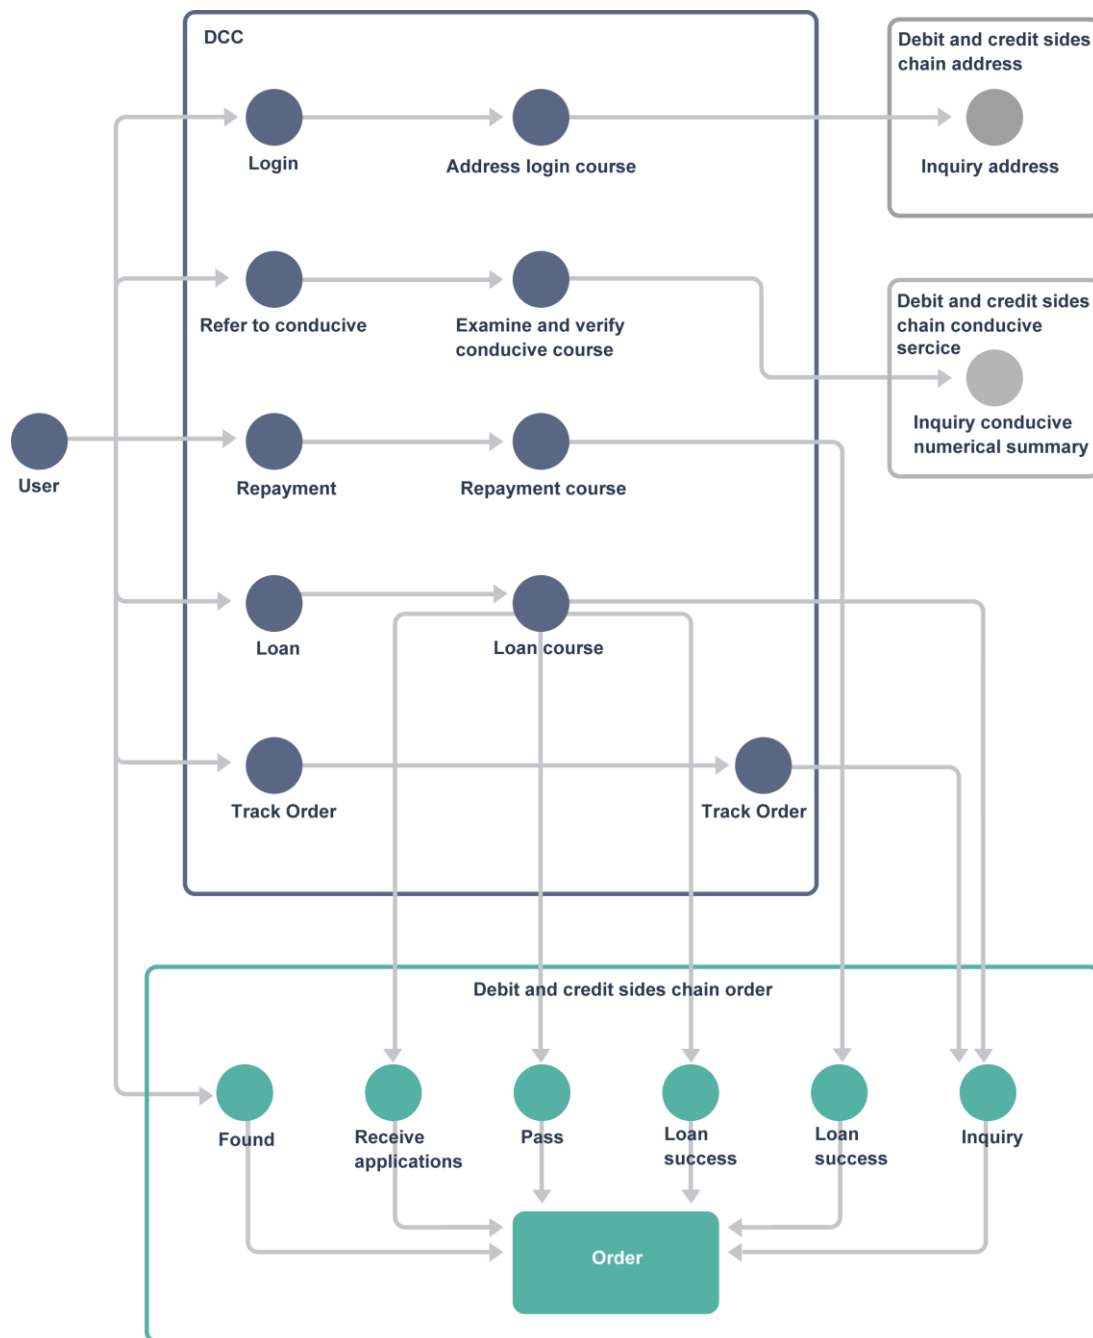 DCC
Debit and credit sides
chain address
Login
Address login course
Inquiry address
Refer to conducive
Examine and verify
conducive course
Debit and credit sides
chain conducive
sercice
Inquiry conducive
numerical summary
User
Repayment
Repayment course
Loan
Loan course
Track Order
Track Order
Debit and credit sides chain order
Found
Receive
applications
Pass
Loan
success
Loan
success
Inquiry
Order